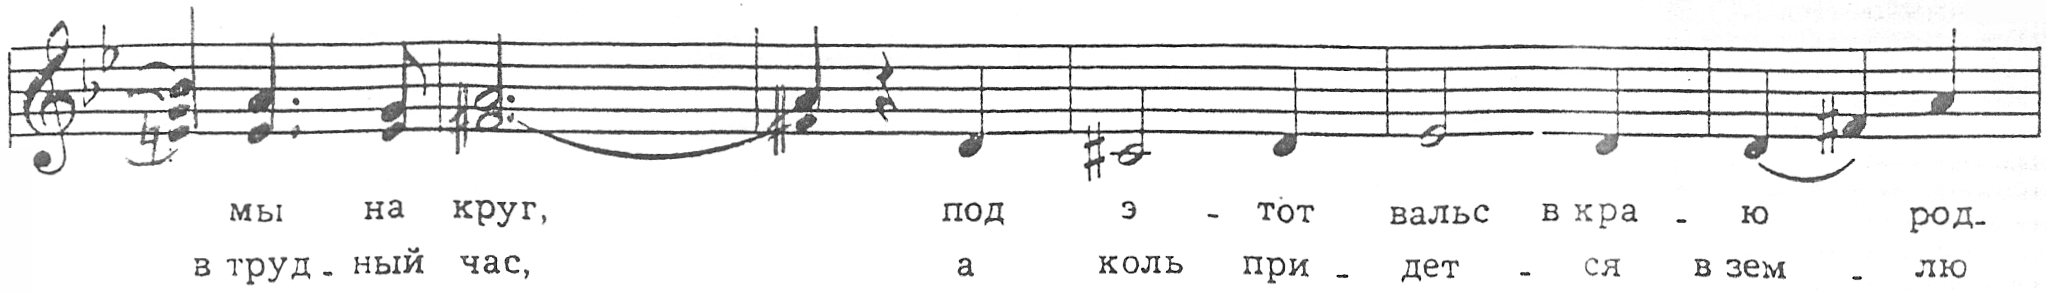 мы на круг, под э - тот вальс в кра - ю род-
в труд - ный час, а коль при - дет - ся в зем - лю